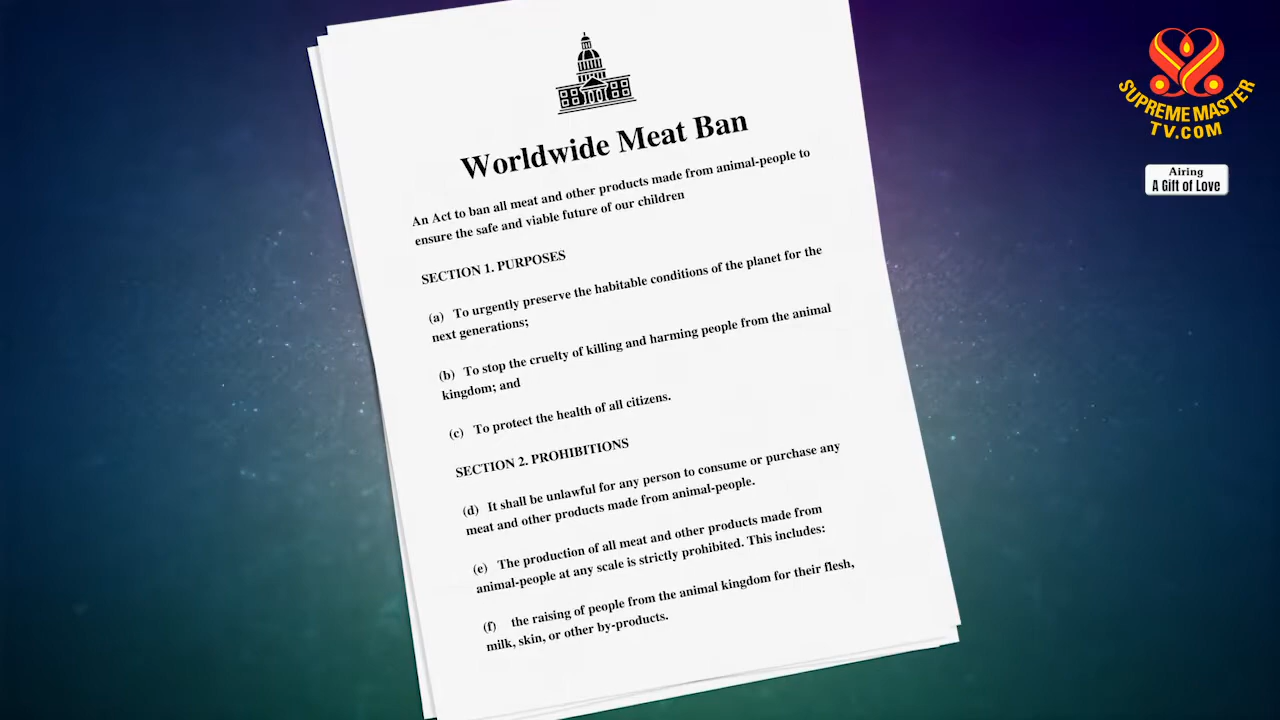 Worldwide Meat Ban
An Act to ban all meat and other products made from animal-people to
ensure the safe and viable future of our children
SECTION 1. PURPOSES
(a) To urgently preserve the habitable conditions of the planet for the
next generations;
(b) To stop the cruelty of killing and harming people from the animal
kingdom; and
(c) To protect the health of all citizens.
SECTION 2. PROHIBITIONS
(d) It shall be unlawful for any person to consume or purchase any
meat and other products made from animal-people.
(e) The production of all meat and other products made from
animal-people at any scale is strictly prohibited. This includes:
(f) the raising of people from the animal kingdom for their flesh,
milk, skin, or other by-products.
SUPREME MASTER
TV.COM
Airing
A Gift of Love